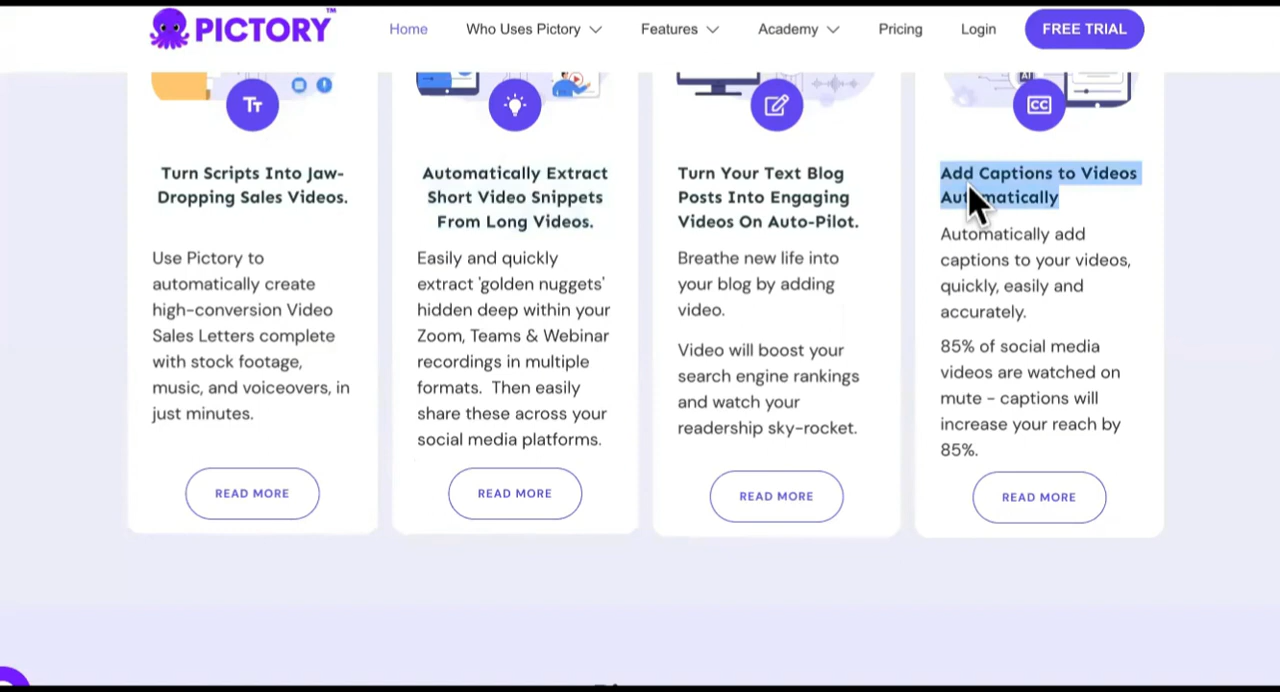 PICTORY™
Home
Who Uses Pictory
Features
Academy
Pricing
Login
FREE TRIAL
Tт
AI
CC
Turn Scripts Into Jaw-
Dropping Sales Videos.
Use Pictory to
automatically create
high-conversion Video
Sales Letters complete
with stock footage,
music, and voiceovers, in
just minutes.
READ MORE
Automatically Extract
Short Video Snippets
From Long Videos.
Easily and quickly
extract 'golden nuggets'
hidden deep within your
Zoom, Teams & Webinar
recordings in multiple
formats. Then easily
share these across your
social media platforms.
READ MORE
Turn Your Text Blog
Posts Into Engaging
Videos On Auto-Pilot.
Breathe new life into
your blog by adding
video.
Video will boost your
search engine rankings
and watch your
readership sky-rocket.
READ MORE
Add Captions to Videos
Automatically
Automatically add
captions to your videos,
quickly, easily and
accurately.
85% of social media
videos are watched on
mute - captions will
increase your reach by
85%.
READ MORE